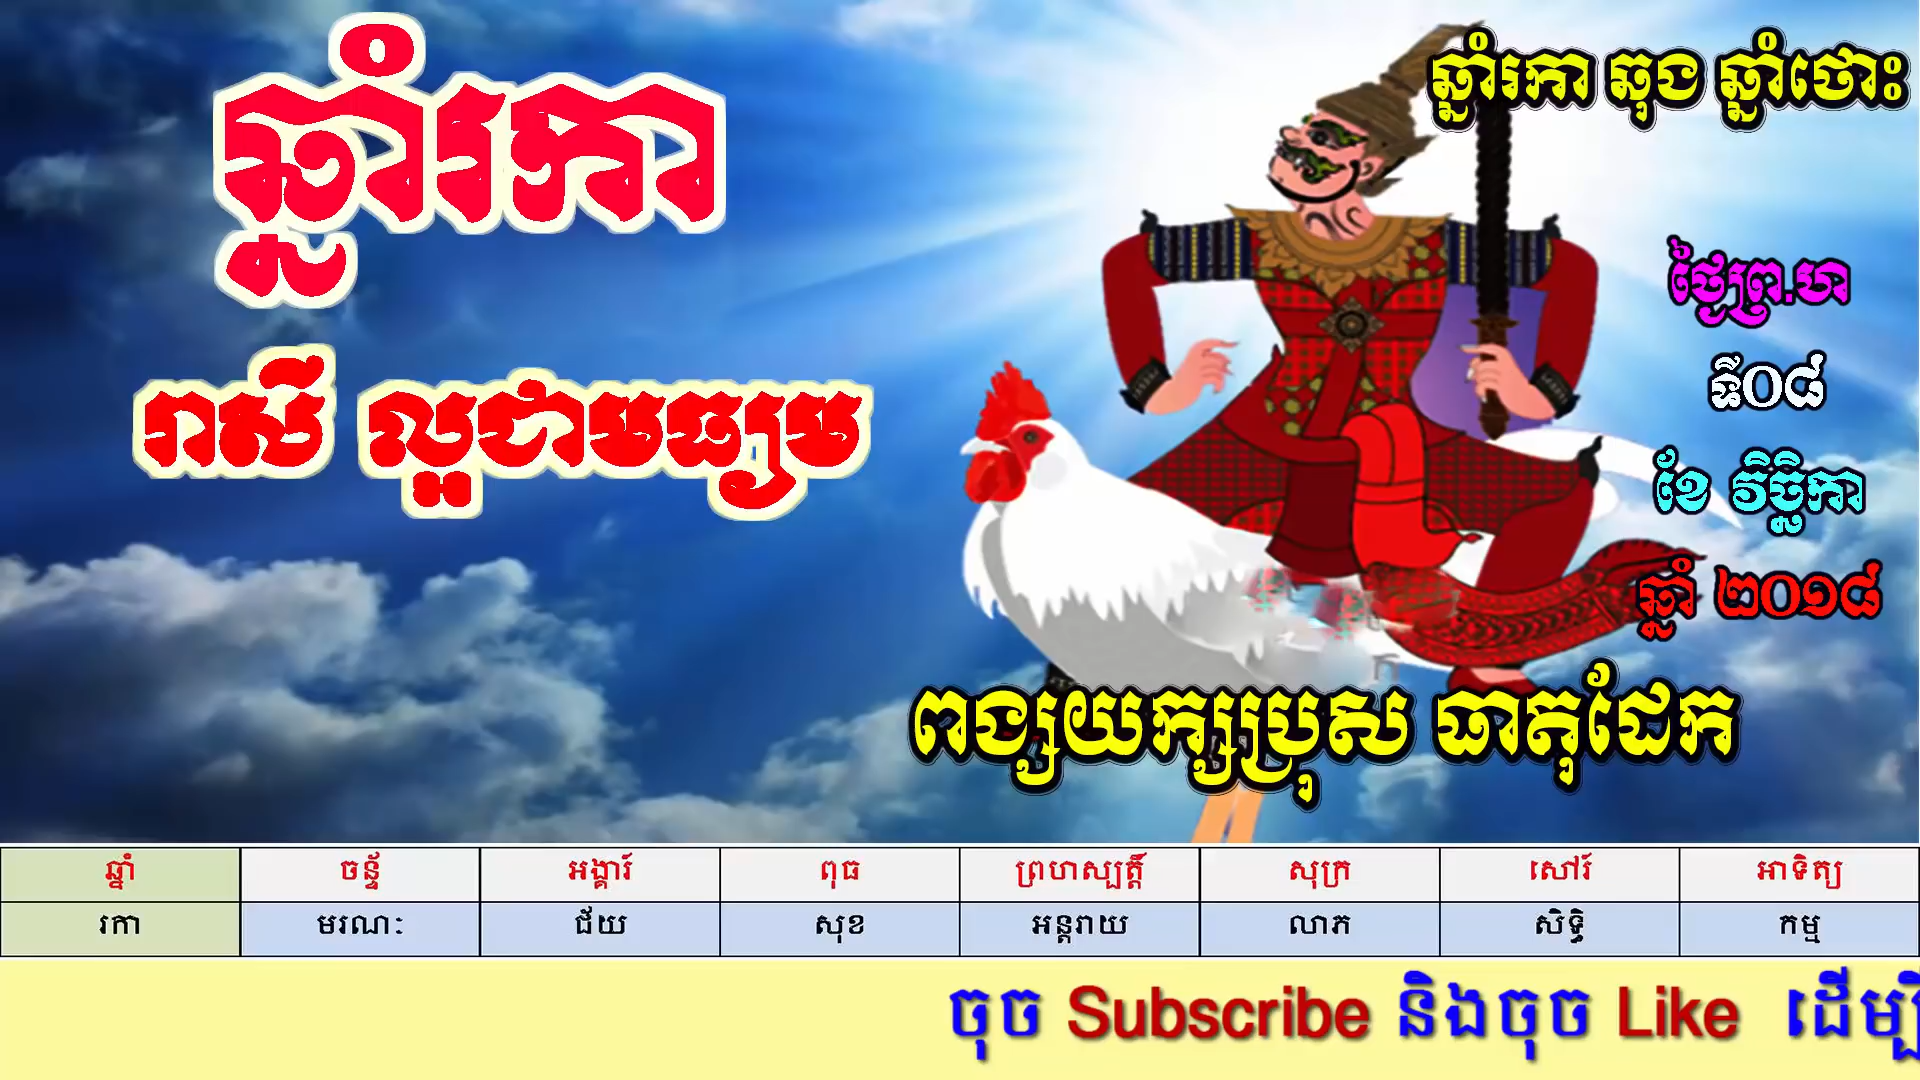 ឆ្នាំរកា
រាសី ល្អជាមធ្យម
ឆ្នាំរកា ឆុង ឆ្នាំថោះ
ថ្ងៃព្រ.ហ
ទី០៨
ខែ វិច្ឆិកា
ឆ្នាំ ២០១៨
ពង្សយក្សប្រុស ធាតុដែក
ឆ្នាំ ចន្ទ័ អង្គារ៍ ពុធ ព្រហស្បត្តិ៍ សុក្រ សៅរ៍ អាទិត្យ
រកា មរណៈ ជ័យ សុខ អន្តរាយ លាភ សិទ្ធិ កម្ម
ចុច Subscribe និងចុច Like ដើម្បី